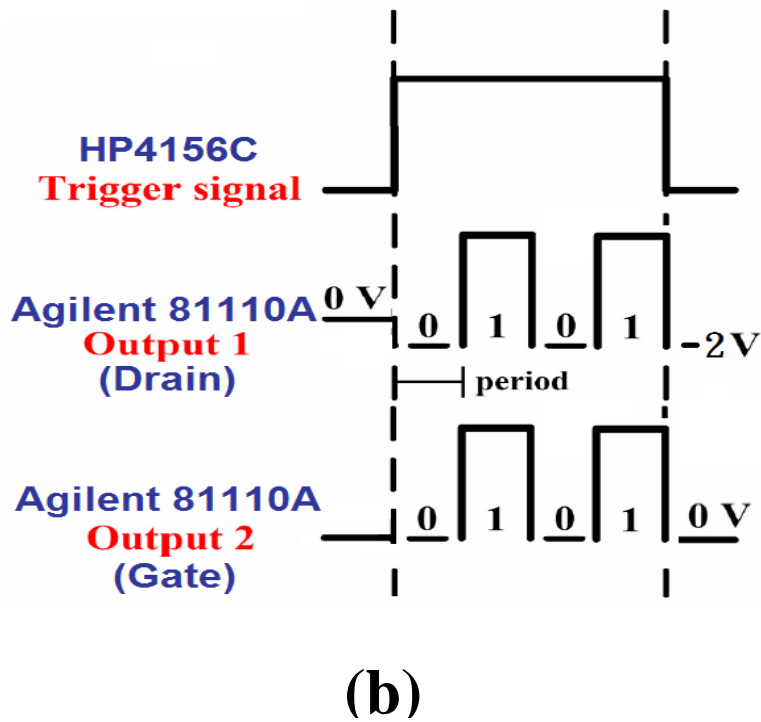 HP4156C
Trigger signal
0 V
Agilent 81110A
Output 1
(Drain)
0 1 0 1
-2V
period
Agilent 81110A
Output 2
(Gate)
0 1 0 1
0 V
(b)